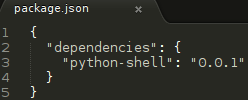 package.json ×
1 {
2   "dependencies": {
3     "python-shell": "0.0.1"
4   }
5 }